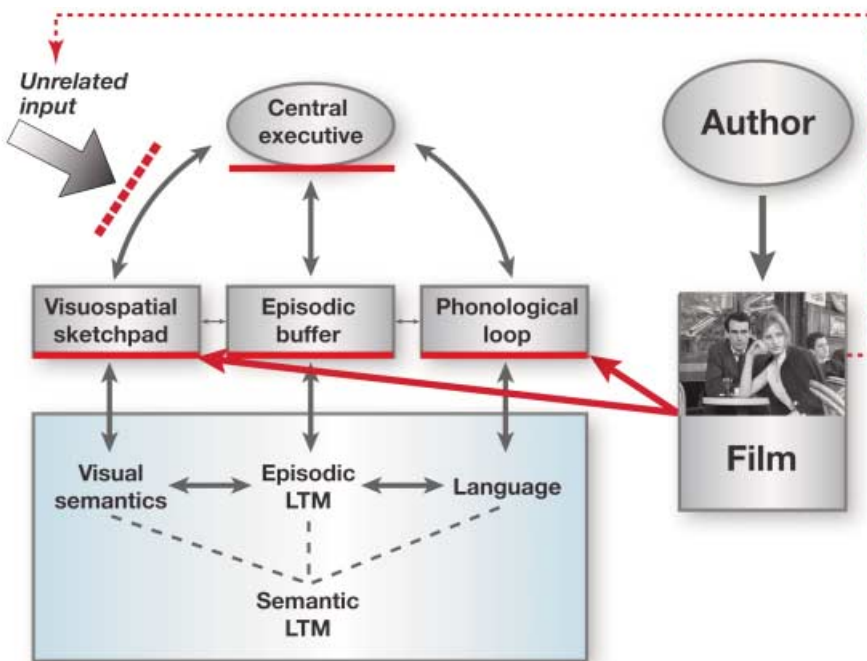 Unrelated
input
Central
executive
Author
Visuospatial
sketchpad
Episodic
buffer
Phonological
loop
Film
Visual
semantics
Episodic
LTM
Language
Semantic
LTM